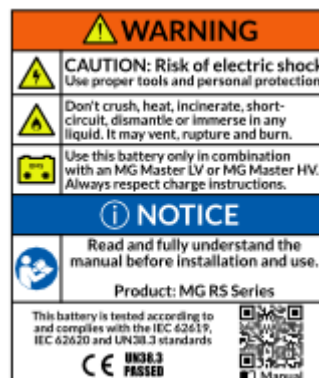 WARNING
CAUTION: Risk of electric shock
Use proper tools and personal protection
Don't crush, heat, incinerate, short-
circuit, dismantle or immerse in any
liquid. It may vent, rupture and burn.
Use this battery only in combination
with an MG Master LV or MG Master HV.
Always respect charge instructions.
NOTICE
Read and fully understand the
manual before installation and use.
Product: MG RS Series
This battery is tested according to
and complies with the IEC 62619,
IEC 62620 and UN38.3 standards
CE UN38.3
PASSED
Manual